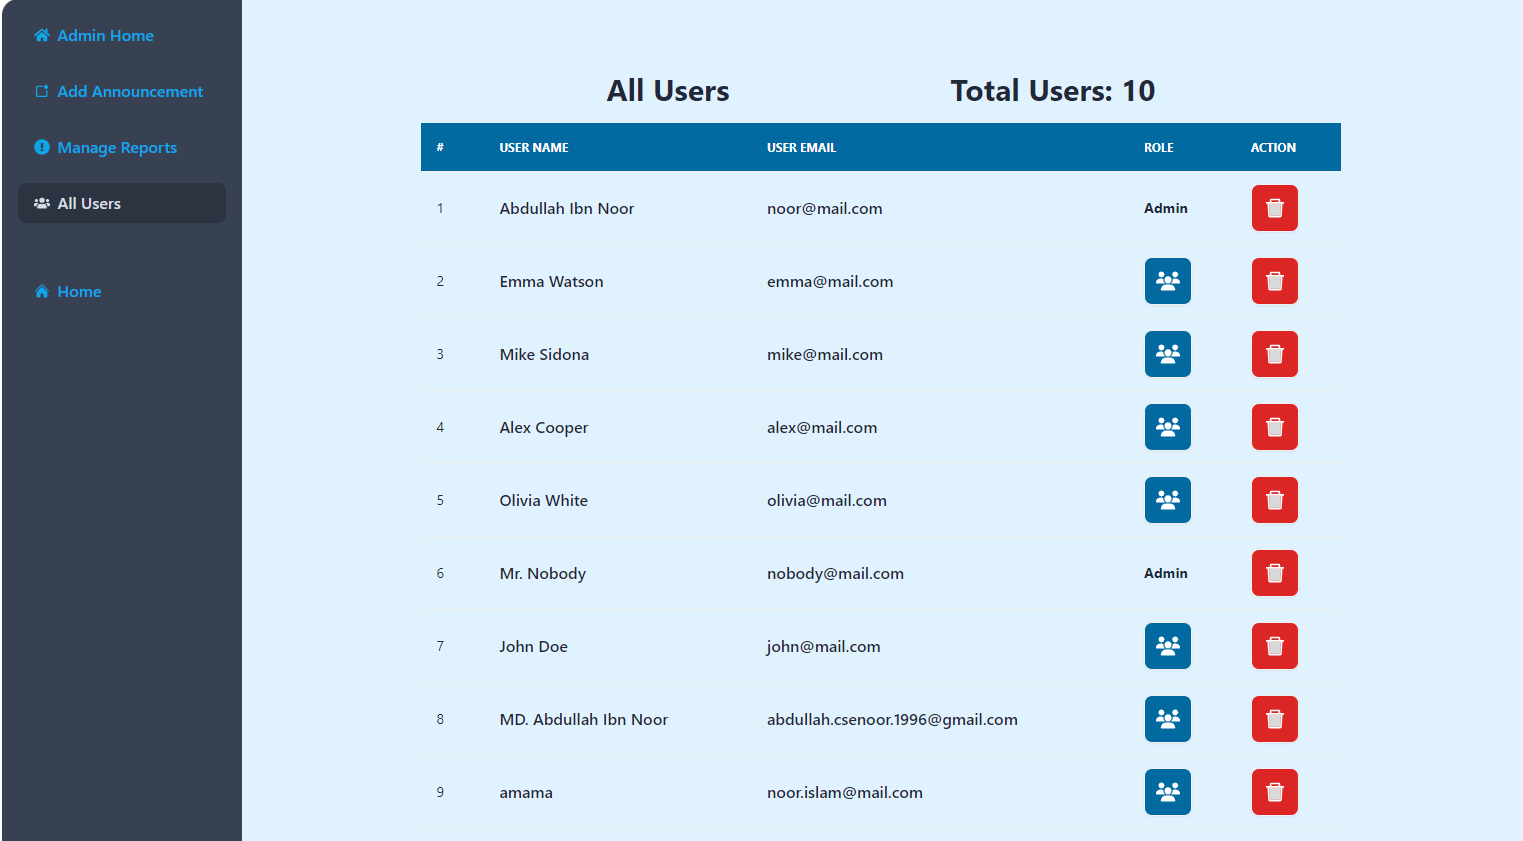 Admin Home
Add Announcement
Manage Reports
All Users
Home
All Users Total Users: 10
# USER NAME USER EMAIL ROLE ACTION
1 Abdullah Ibn Noor noor@mail.com Admin
2 Emma Watson emma@mail.com
3 Mike Sidona mike@mail.com
4 Alex Cooper alex@mail.com
5 Olivia White olivia@mail.com
6 Mr. Nobody nobody@mail.com Admin
7 John Doe john@mail.com
8 MD. Abdullah Ibn Noor abdullah.csenoor.1996@gmail.com
9 amama noor.islam@mail.com